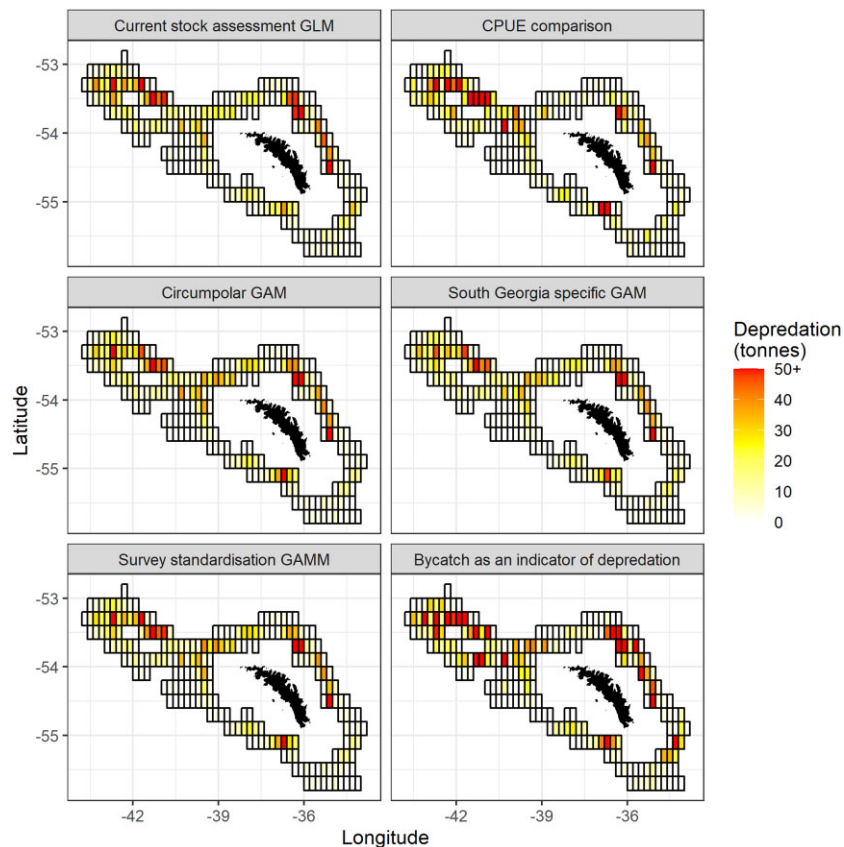 Current stock assessment GLM
CPUE comparison
-53
-54
-55
Circumpolar GAM
South Georgia specific GAM
-53
-54
-55
Latitude
Depredation
(tonnes)
50+
40
30
20
10
0
Survey standardisation GAMM
Bycatch as an indicator of depredation
-53
-54
-55
-42
-39
-36
-42
-39
-36
Longitude